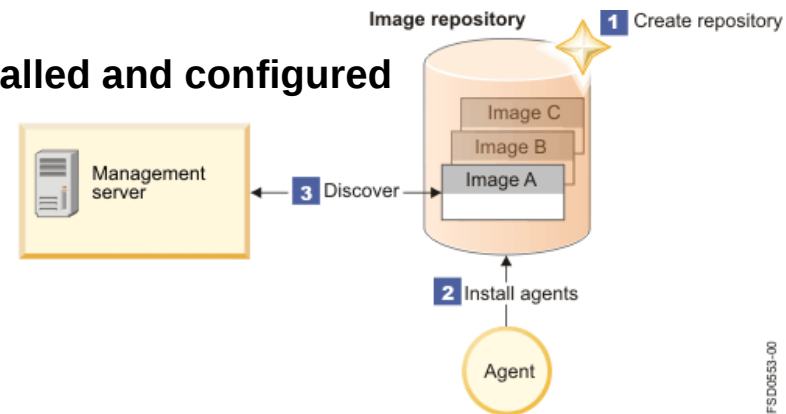 Image repository
1 Create repository
alled and configured
Image C
Image B
Image A
Management
server
3 Discover
2 Install agents
Agent
FSD0553-00